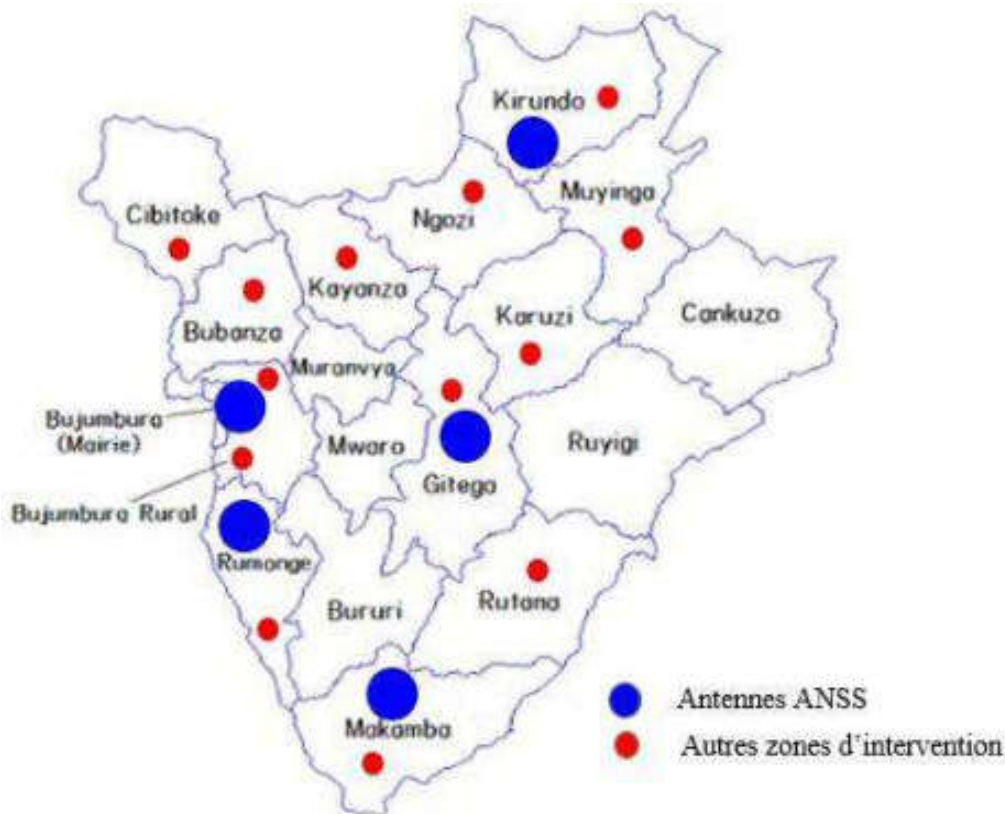 Kirundo
Muyinga
Ngozi
Cibitoke
Kayanza
Karuzi
Cankuzo
Bubanza
Muranvya
Bujumbura
(Mairie)
Mwaro
Ruyigi
Gitega
Bujumbura Rural
Rumonge
Bururi
Rutana
Makamba
Antennes ANSS
Autres zones d'intervention